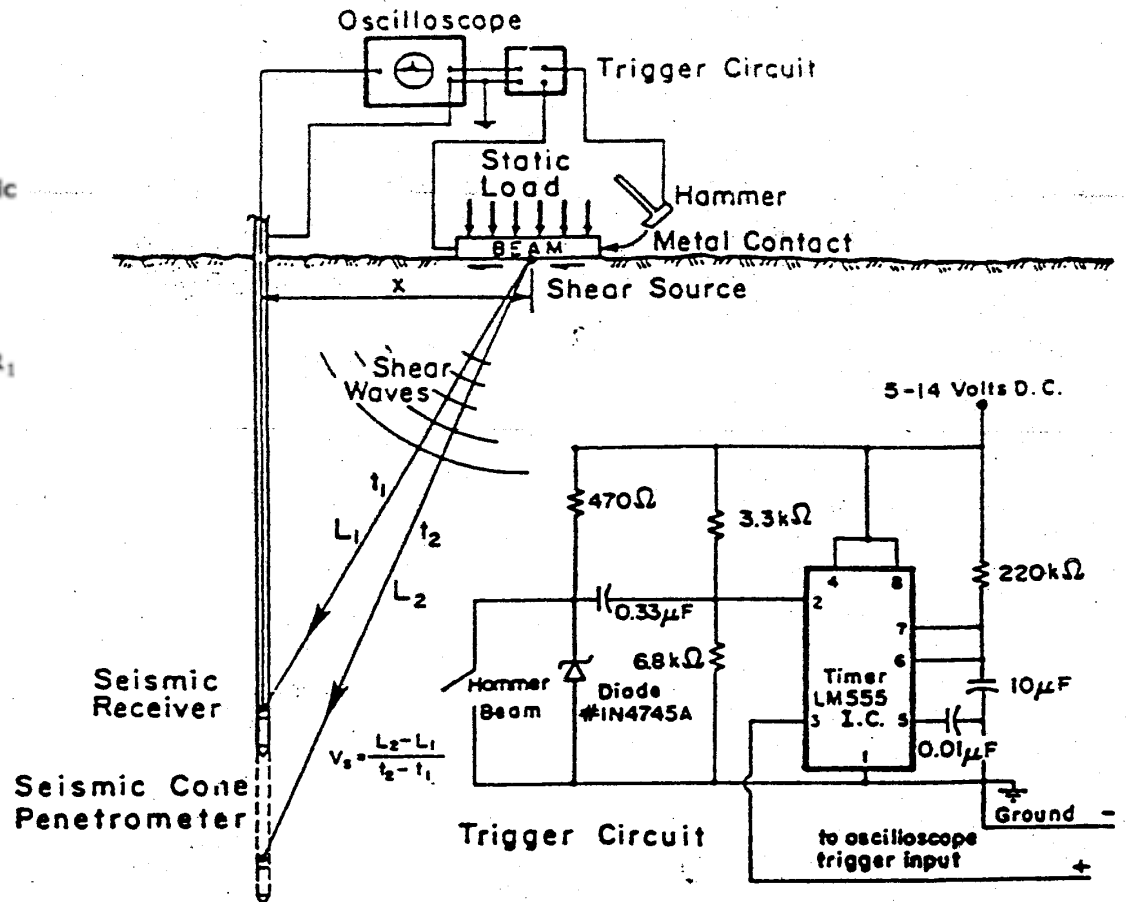 Oscilloscope
Trigger Circuit
Static
Load
Hammer
BEAM
Metal Contact
x
Shear Source
Shear
Waves
5-14 Volts D.C.
t₁
L₁
t₂
L₂
470Ω
3.3kΩ
220kΩ
4
8
2
7
6
0.33μF
6.8kΩ
Hammer
Beam
Diode
#1N4745A
Timer
LM555
I.C.
3
5
1
10μF
0.01μF
Seismic
Receiver
Vs = L₂-L₁ / t₂-t₁
Seismic Cone
Penetrometer
Trigger Circuit
Ground -
to oscilloscope
trigger input
+